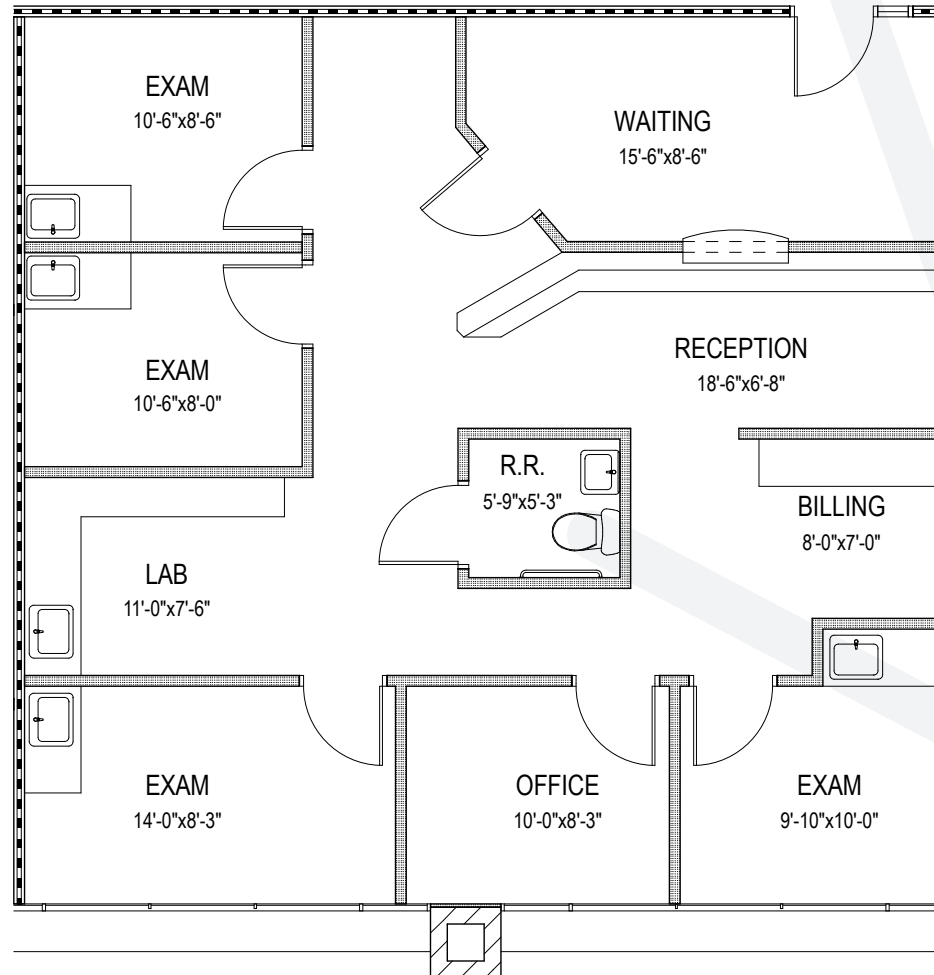 EXAM
10'-6"x8'-6"
WAITING
15'-6"x8'-6"
EXAM
10'-6"x8'-0"
RECEPTION
18'-6"x6'-8"
R.R.
5'-9"x5'-3"
BILLING
8'-0"x7'-0"
LAB
11'-0"x7'-6"
EXAM
14'-0"x8'-3"
OFFICE
10'-0"x8'-3"
EXAM
9'-10"x10'-0"